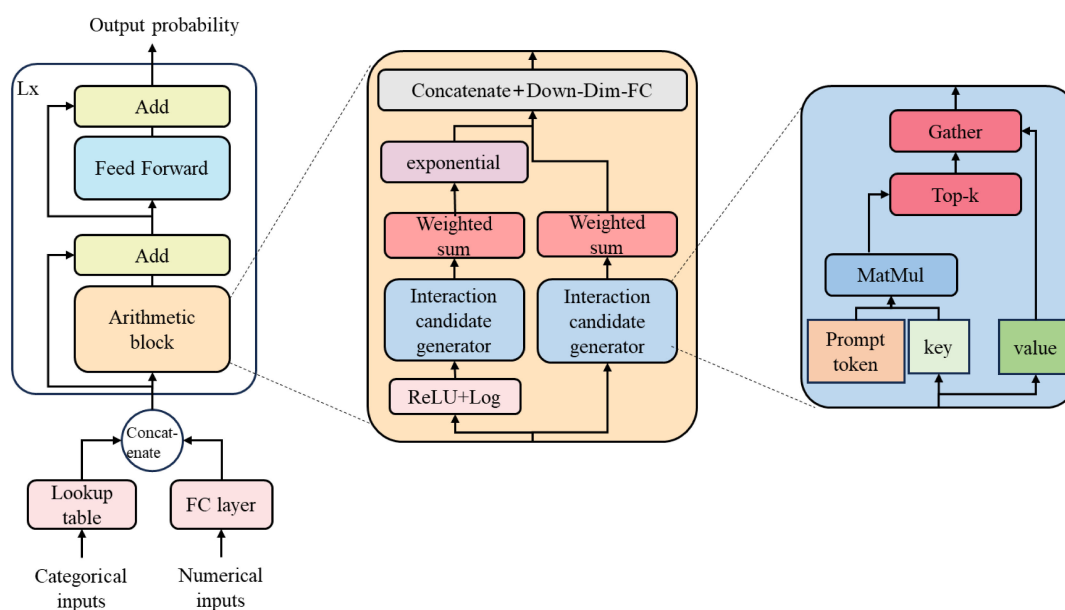 Output probability
Lx
Add
Feed Forward
Add
Arithmetic
block
Concat-
enate
Lookup
table
FC layer
Categorical
inputs
Numerical
inputs
Concatenate+Down-Dim-FC
exponential
Weighted
sum
Weighted
sum
Interaction
candidate
generator
Interaction
candidate
generator
ReLU+Log
Gather
Top-k
MatMul
Prompt
token
key
value